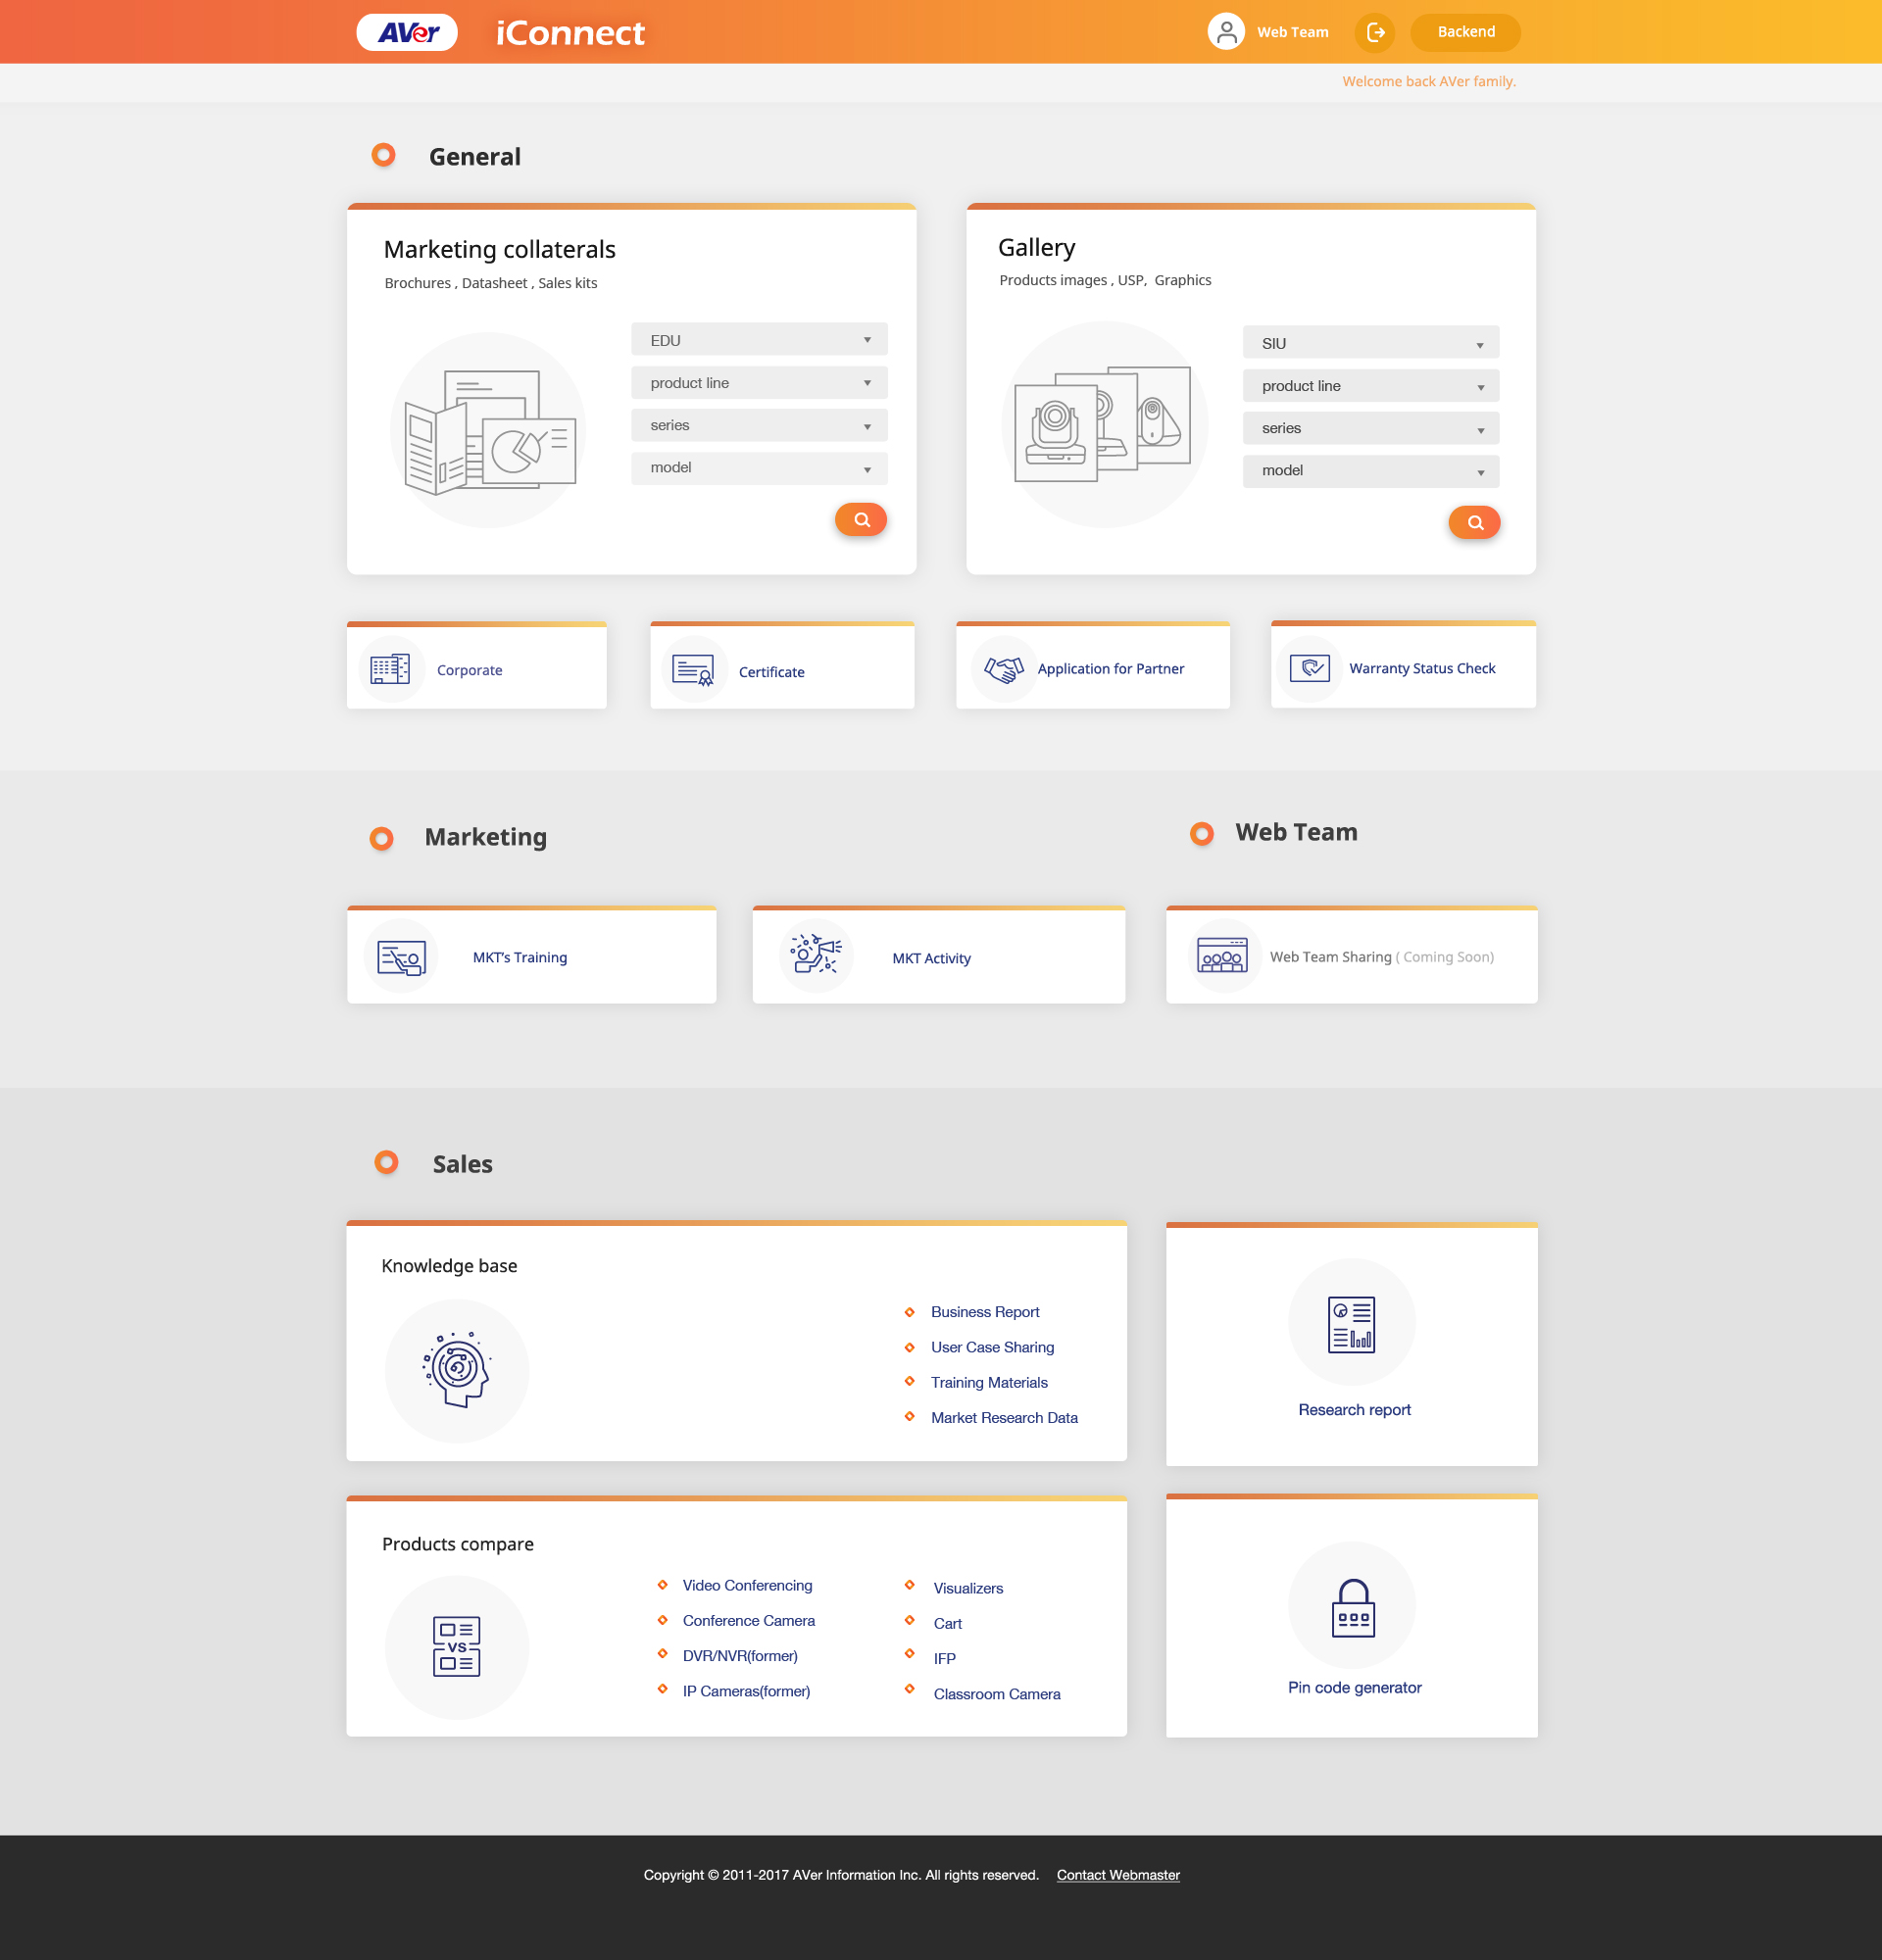 AVer
iConnect
Web Team
Backend
Welcome back AVer family.
General
Marketing collaterals
Brochures , Datasheet , Sales kits
EDU
product line
series
model
Gallery
Products images , USP, Graphics
SIU
product line
series
model
Corporate
Certificate
Application for Partner
Warranty Status Check
Marketing
Web Team
MKT's Training
MKT Activity
Web Team Sharing ( Coming Soon)
Sales
Knowledge base
Business Report
User Case Sharing
Training Materials
Market Research Data
Research report
Products compare
VS
Video Conferencing
Conference Camera
DVR/NVR(former)
IP Cameras(former)
Visualizers
Cart
IFP
Classroom Camera
Pin code generator
Copyright © 2011-2017 AVer Information Inc. All rights reserved. Contact Webmaster